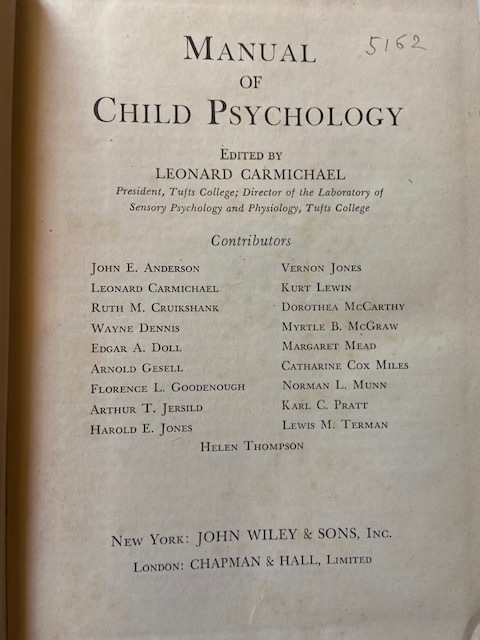 5162
MANUAL
OF
CHILD PSYCHOLOGY
EDITED BY
LEONARD CARMICHAEL
President, Tufts College; Director of the Laboratory of
Sensory Psychology and Physiology, Tufts College
Contributors
JOHN E. ANDERSON
LEONARD CARMICHAEL
RUTH M. CRUIKSHANK
WAYNE DENNIS
EDGAR A. DOLL
ARNOLD GESELL
FLORENCE L. GOODENOUGH
ARTHUR T. JERSILD
HAROLD E. JONES
VERNON JONES
KURT LEWIN
DOROTHEA MCCARTHY
MYRTLE B. MCGRAW
MARGARET MEAD
CATHARINE COX MILES
NORMAN L. MUNN
KARL C. PRATT
LEWIS M. TERMAN
HELEN THOMPSON
NEW YORK: JOHN WILEY & SONS, INC.
LONDON: CHAPMAN & HALL, LIMITED